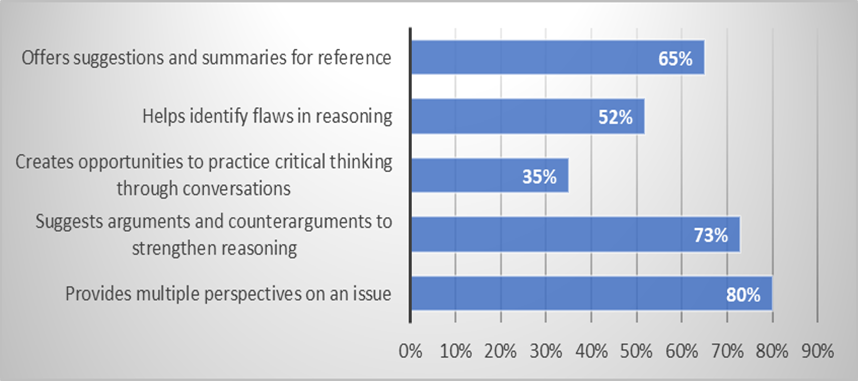 Offers suggestions and summaries for reference
65%
Helps identify flaws in reasoning
52%
Creates opportunities to practice critical thinking
through conversations
35%
Suggests arguments and counterarguments to
strengthen reasoning
73%
Provides multiple perspectives on an issue
80%
0% 10% 20% 30% 40% 50% 60% 70% 80% 90%